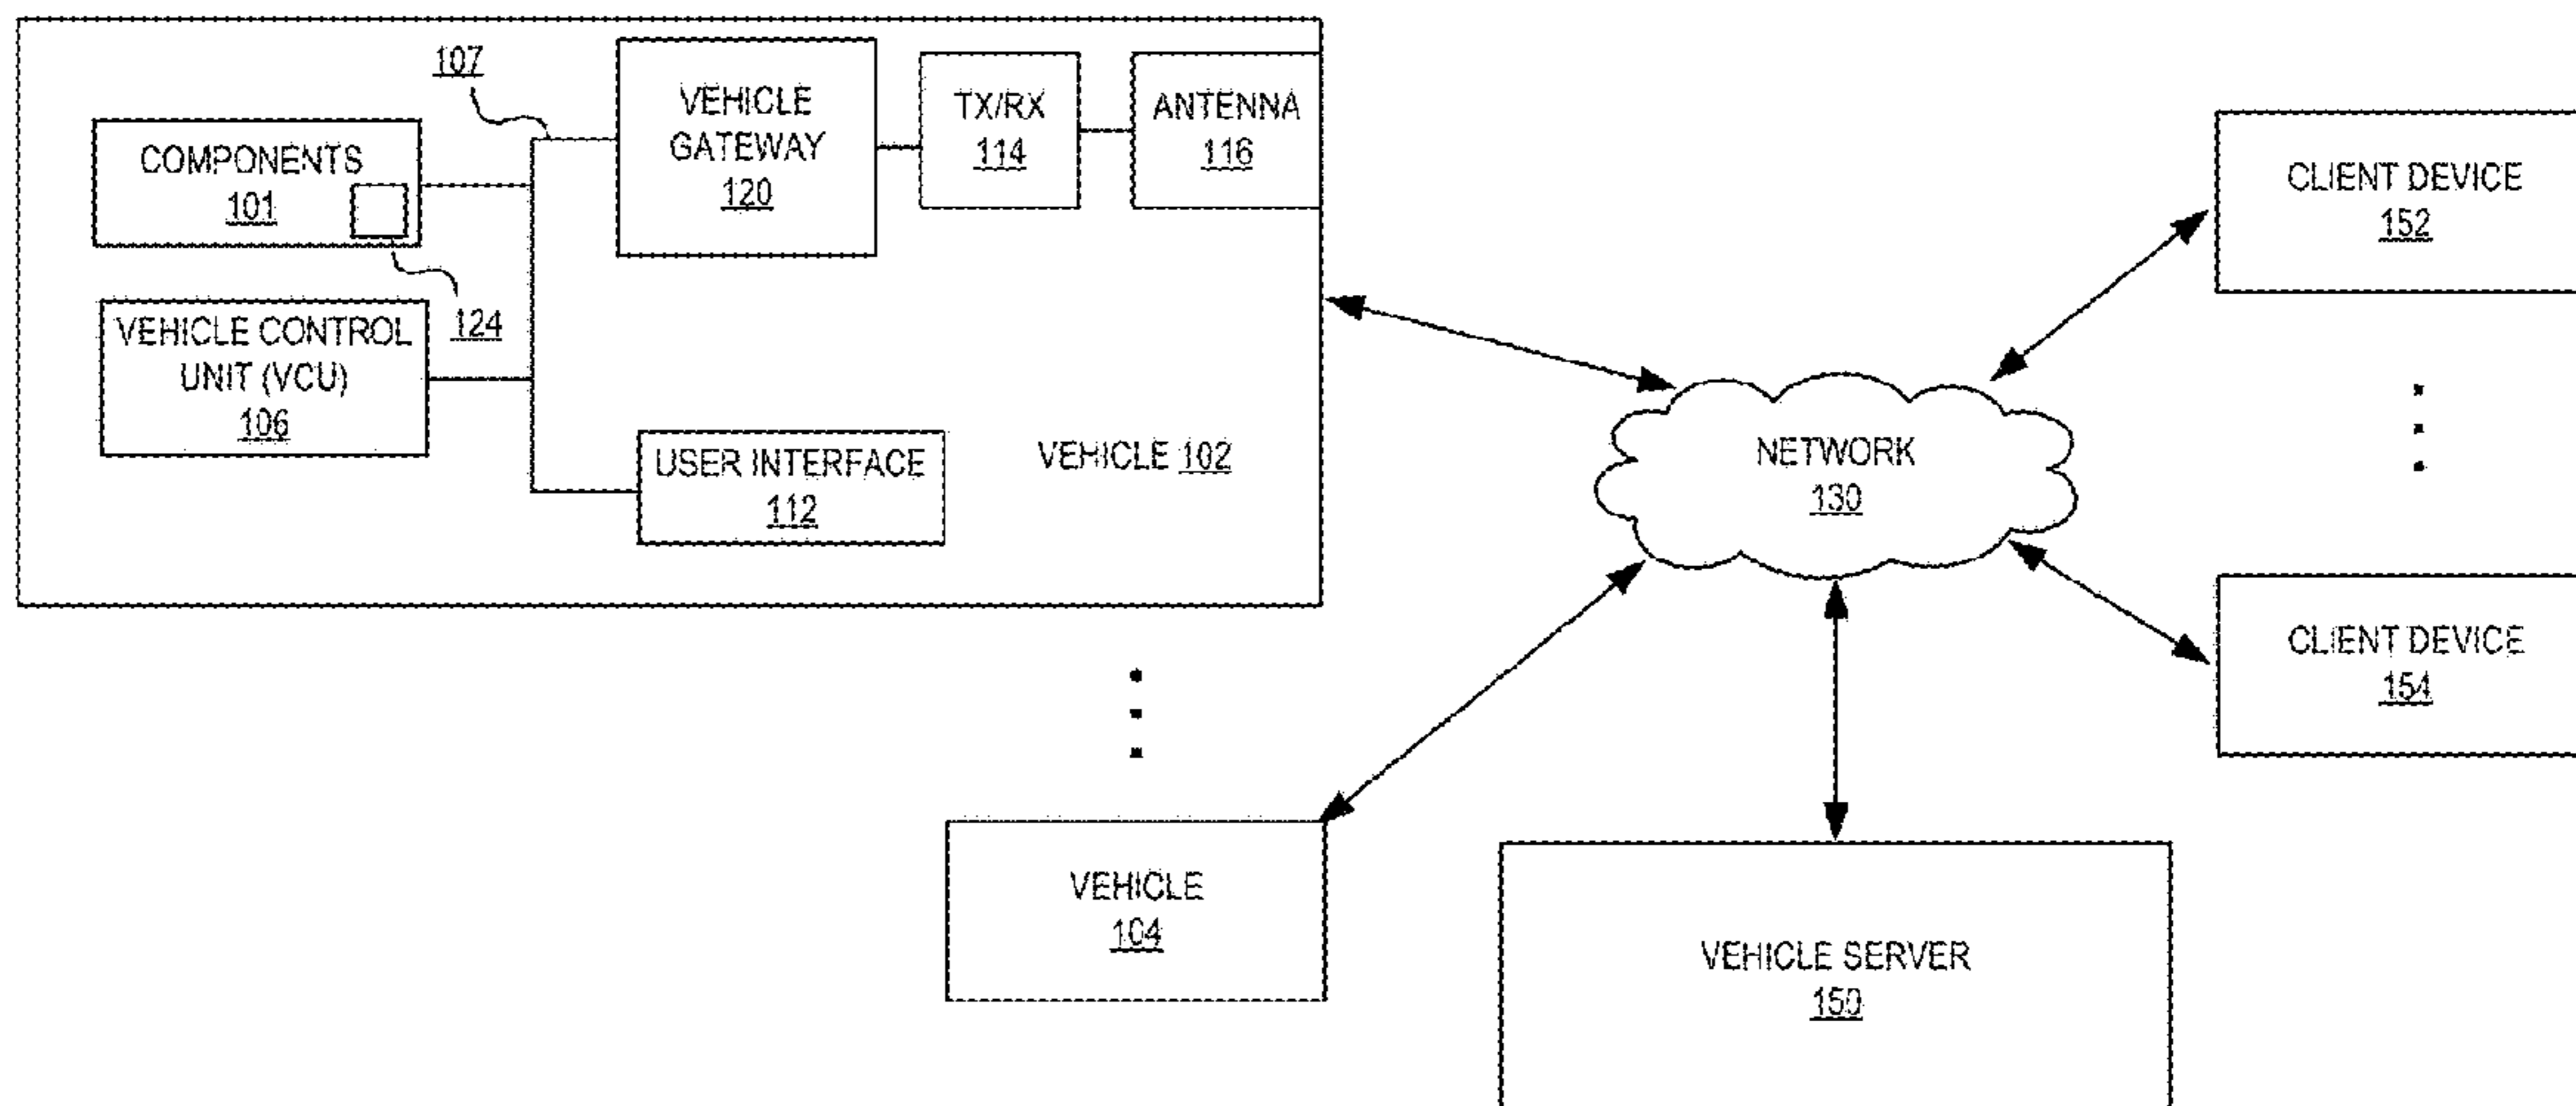 107
VEHICLE
GATEWAY
120
TX/RX
114
ANTENNA
116
COMPONENTS
101
124
VEHICLE CONTROL
UNIT (VCU)
106
USER INTERFACE
112
VEHICLE 102
CLIENT DEVICE
152
NETWORK
130
CLIENT DEVICE
154
VEHICLE
104
VEHICLE SERVER
150